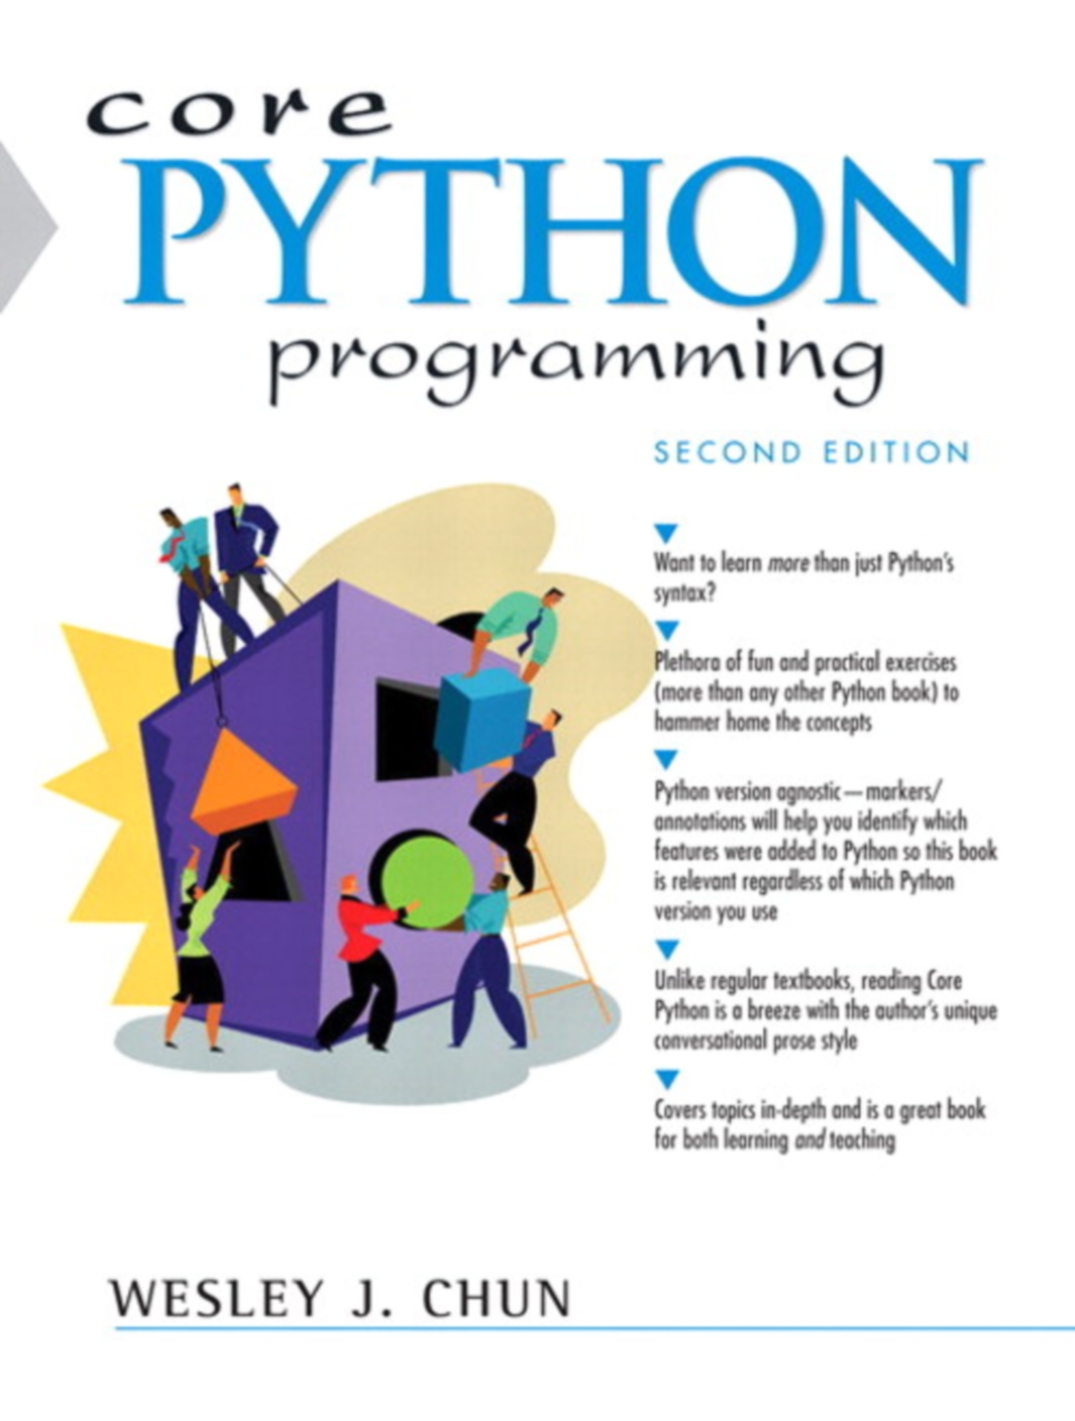 core
PYTHON
programming
SECOND EDITION
Want to learn more than just Python's
syntax?
Plethora of fun and practical exercises
(more than any other Python book) to
hammer home the concepts
Python version agnostic—markers/
annotations will help you identify which
features were added to Python so this book
is relevant regardless of which Python
version you use
Unlike regular textbooks, reading Core
Python is a breeze with the author's unique
conversational prose style
Covers topics in-depth and is a great book
for both learning and teaching
WESLEY J. CHUN